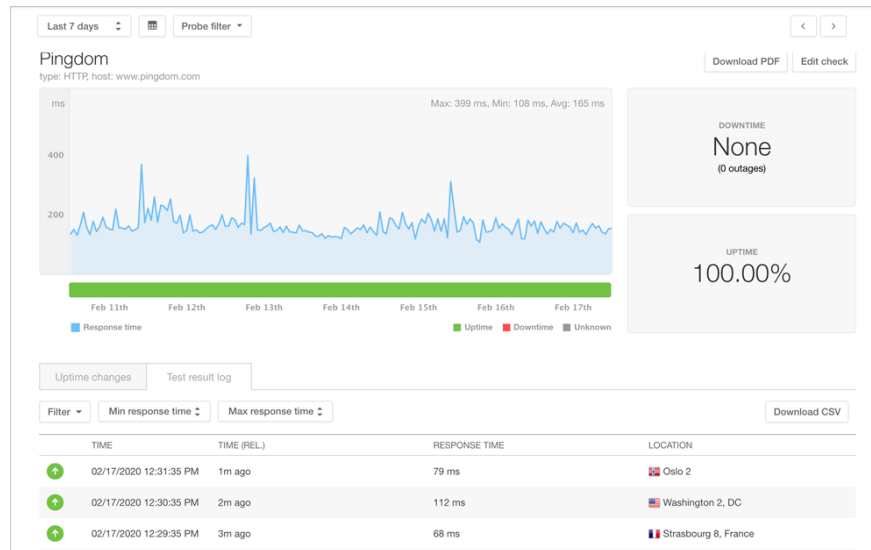 Last 7 days
Probe filter
Pingdom
type: HTTP, host: www.pingdom.com
Download PDF
Edit check
ms
Max: 399 ms, Min: 108 ms, Avg: 165 ms
400
200
Feb 11th Feb 12th Feb 13th Feb 14th Feb 15th Feb 16th Feb 17th
Response time
Uptime Downtime Unknown
DOWNTIME
None
(0 outages)
UPTIME
100.00%
Uptime changes Test result log
Filter Min response time Max response time Download CSV
TIME TIME (REL.) RESPONSE TIME LOCATION
02/17/2020 12:31:35 PM 1m ago 79 ms Oslo 2
02/17/2020 12:30:35 PM 2m ago 112 ms Washington 2, DC
02/17/2020 12:29:35 PM 3m ago 68 ms Strasbourg 8, France